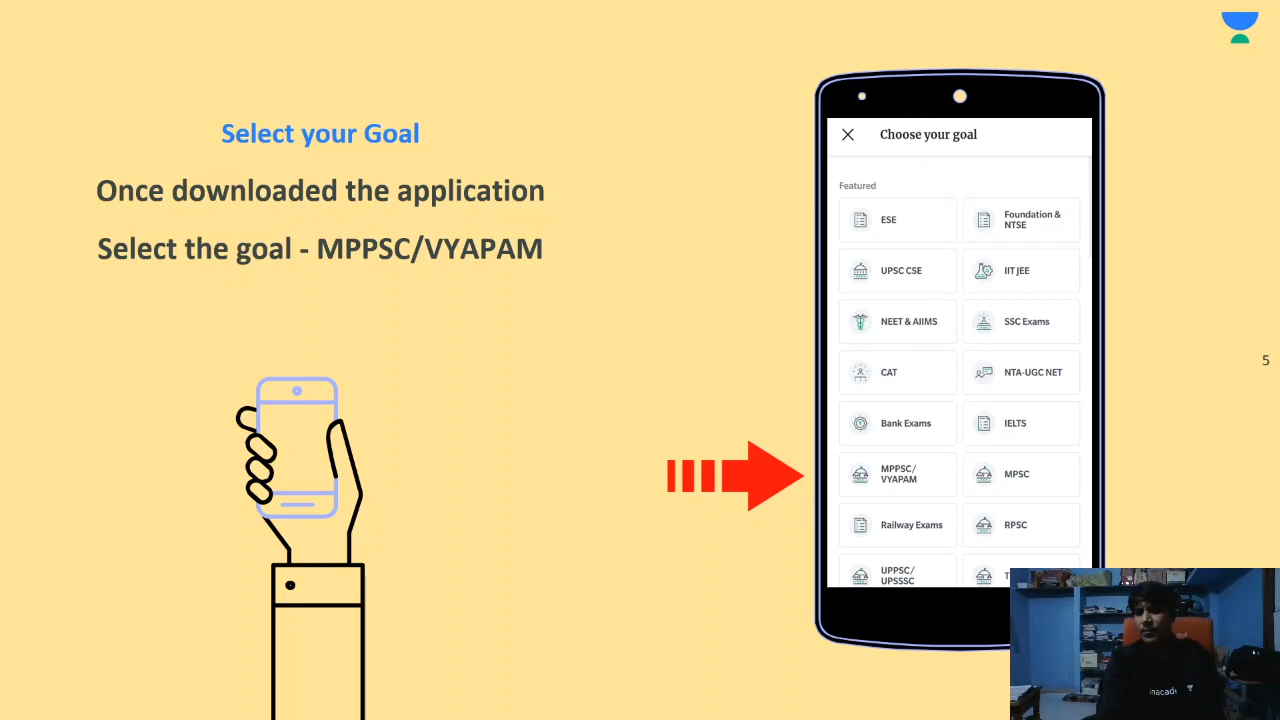 Select your Goal
Once downloaded the application
Select the goal - MPPSC/VYAPAM
Choose your goal
Featured
ESE
Foundation &
NTSE
UPSC CSE
IIT JEE
NEET & AIIMS
SSC Exams
CAT
NTA-UGC NET
Bank Exams
IELTS
MPPSC/
VYAPAM
MPSC
Railway Exams
RPSC
UPPSC/
UPSSSC
5